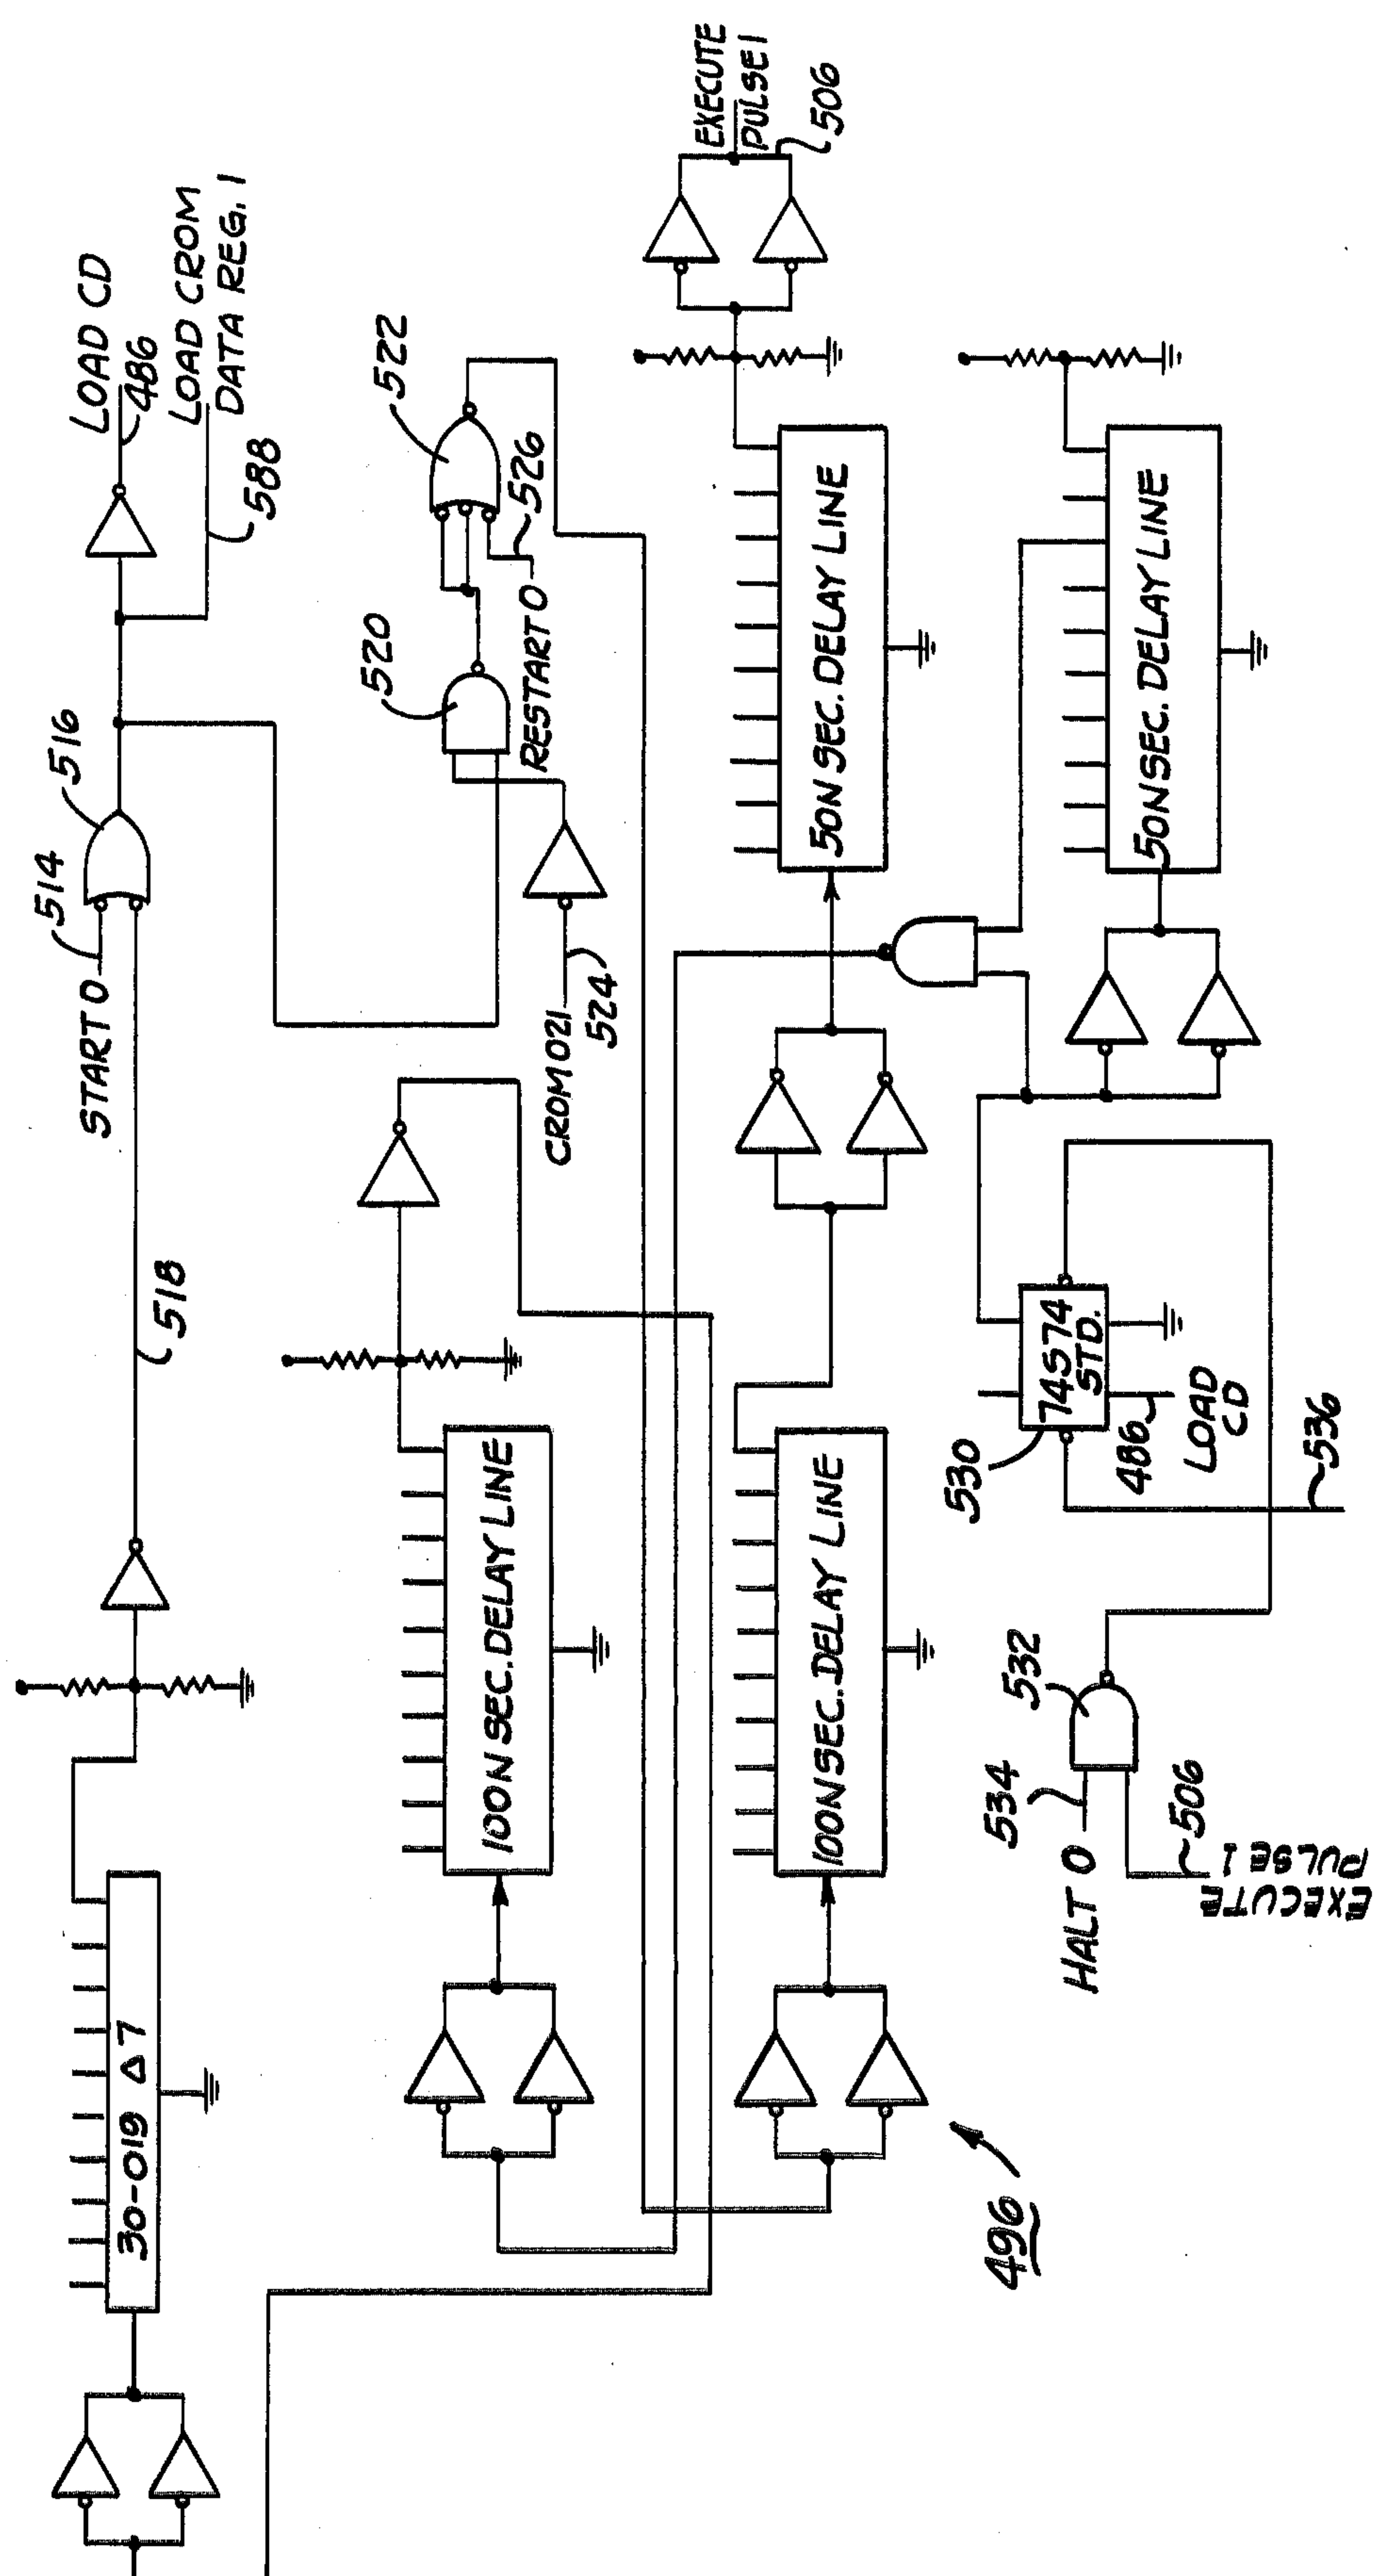 LOAD CD
486
LOAD CROM
DATA REG. 1
588
516
514
START 0
518
30-019 Δ7
522
520
526
RESTART 0
CROM 021
524
100N SEC. DELAY LINE
EXECUTE
PULSE 1
506
50N SEC. DELAY LINE
100N SEC. DELAY LINE
50N SEC. DELAY LINE
74S74
STD.
530
486
LOAD
CD
536
532
534
HALT 0
506
EXECUTE
PULSE 1
496